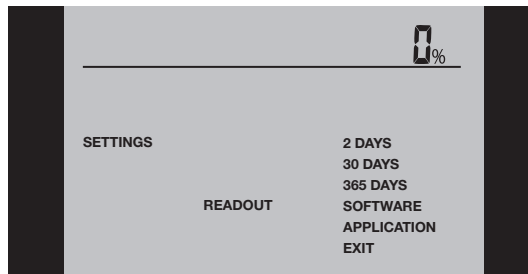 0%
SETTINGS 2 DAYS
30 DAYS
365 DAYS
READOUT SOFTWARE
APPLICATION
EXIT